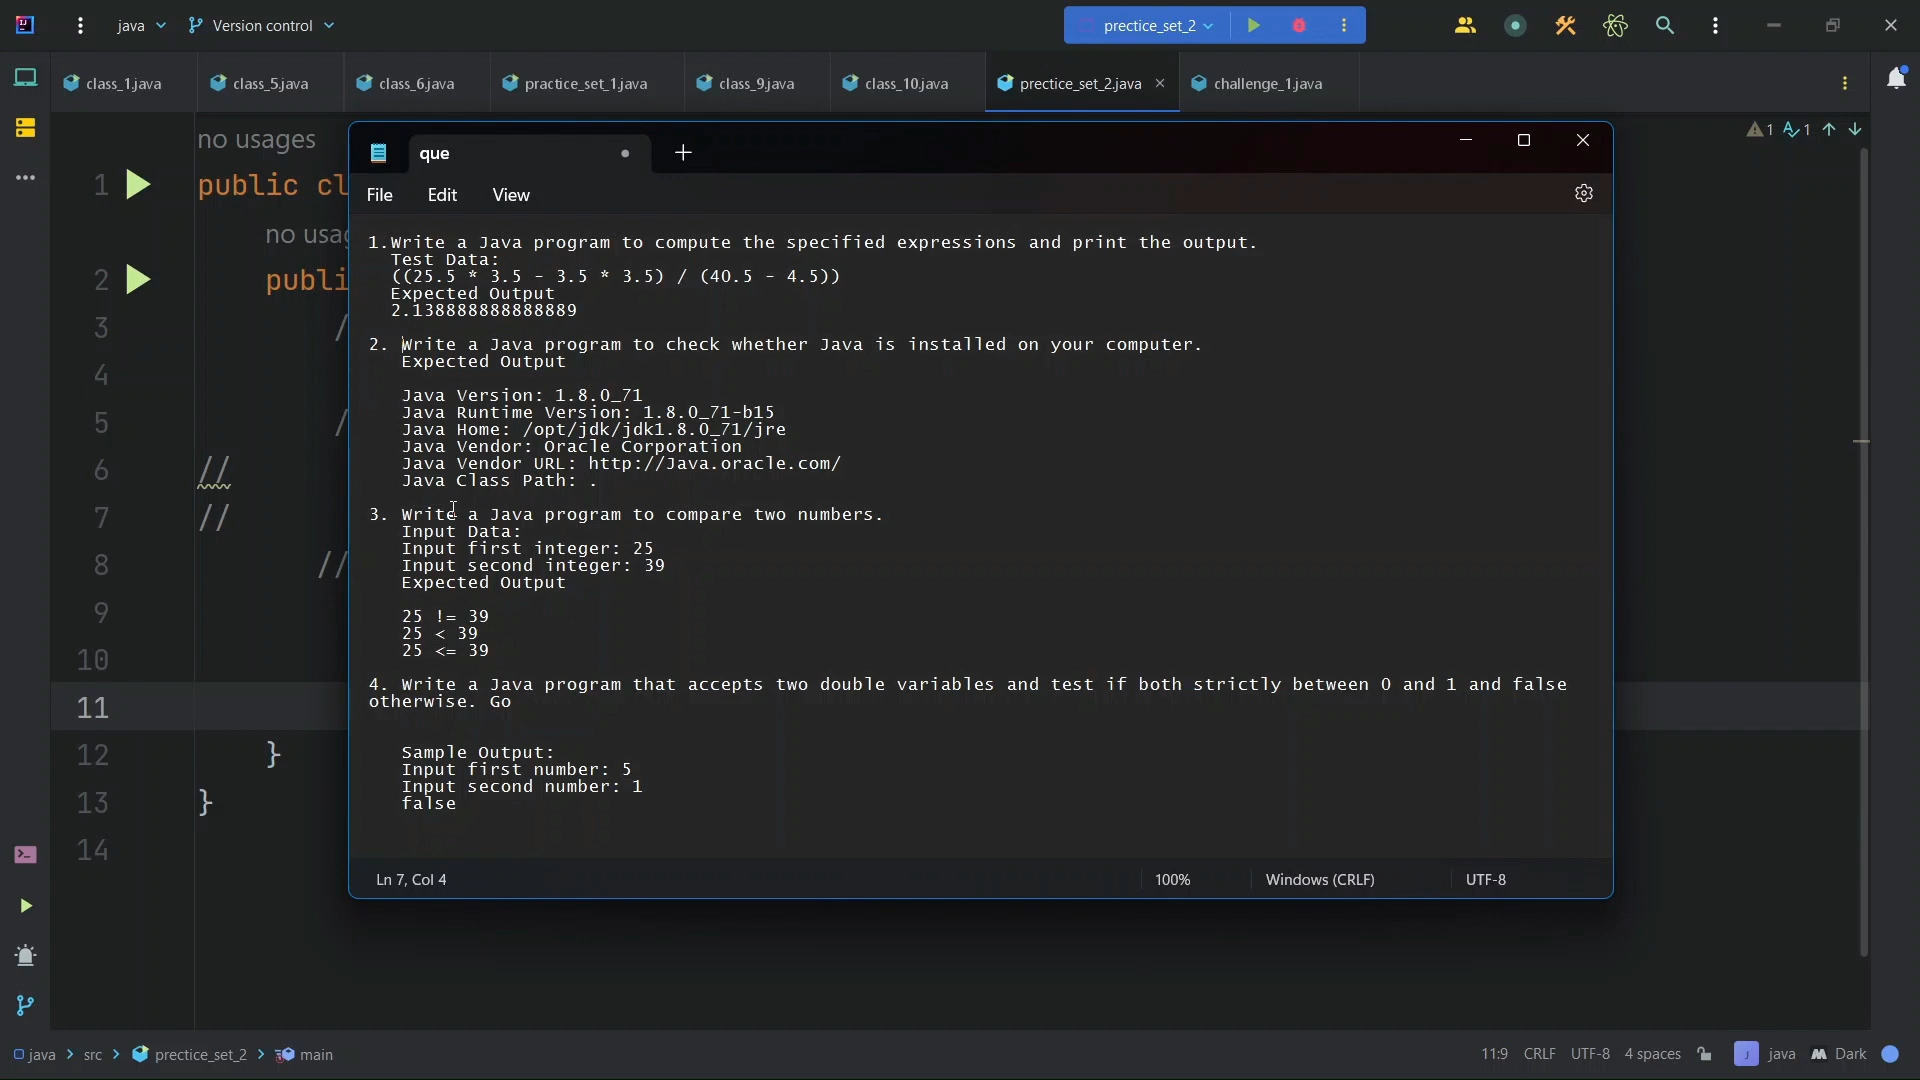 java
Version control
prectice_set_2
class_1.java
class_5.java
class_6.java
practice_set_1.java
class_9.java
class_10.java
prectice_set_2.java
challenge_1.java
no usages
1
1
1 public cl
no usag
2 publi
3 /
4
5 /
6 //
7 //
8 //
9
10
11
12 }
13 }
14
que
File Edit View
1.Write a Java program to compute the specified expressions and print the output.
Test Data:
((25.5 * 3.5 - 3.5 * 3.5) / (40.5 - 4.5))
Expected Output
2.138888888888889
2. Write a Java program to check whether Java is installed on your computer.
Expected Output
Java Version: 1.8.0_71
Java Runtime Version: 1.8.0_71-b15
Java Home: /opt/jdk/jdk1.8.0_71/jre
Java Vendor: Oracle Corporation
Java Vendor URL: http://Java.oracle.com/
Java Class Path: .
3. Write a Java program to compare two numbers.
Input Data:
Input first integer: 25
Input second integer: 39
Expected Output
25 != 39
25 < 39
25 <= 39
4. Write a Java program that accepts two double variables and test if both strictly between 0 and 1 and false
otherwise. Go
Sample Output:
Input first number: 5
Input second number: 1
false
Ln 7, Col 4
100%
Windows (CRLF)
UTF-8
java > src > prectice_set_2 > main
11:9 CRLF UTF-8 4 spaces java Dark